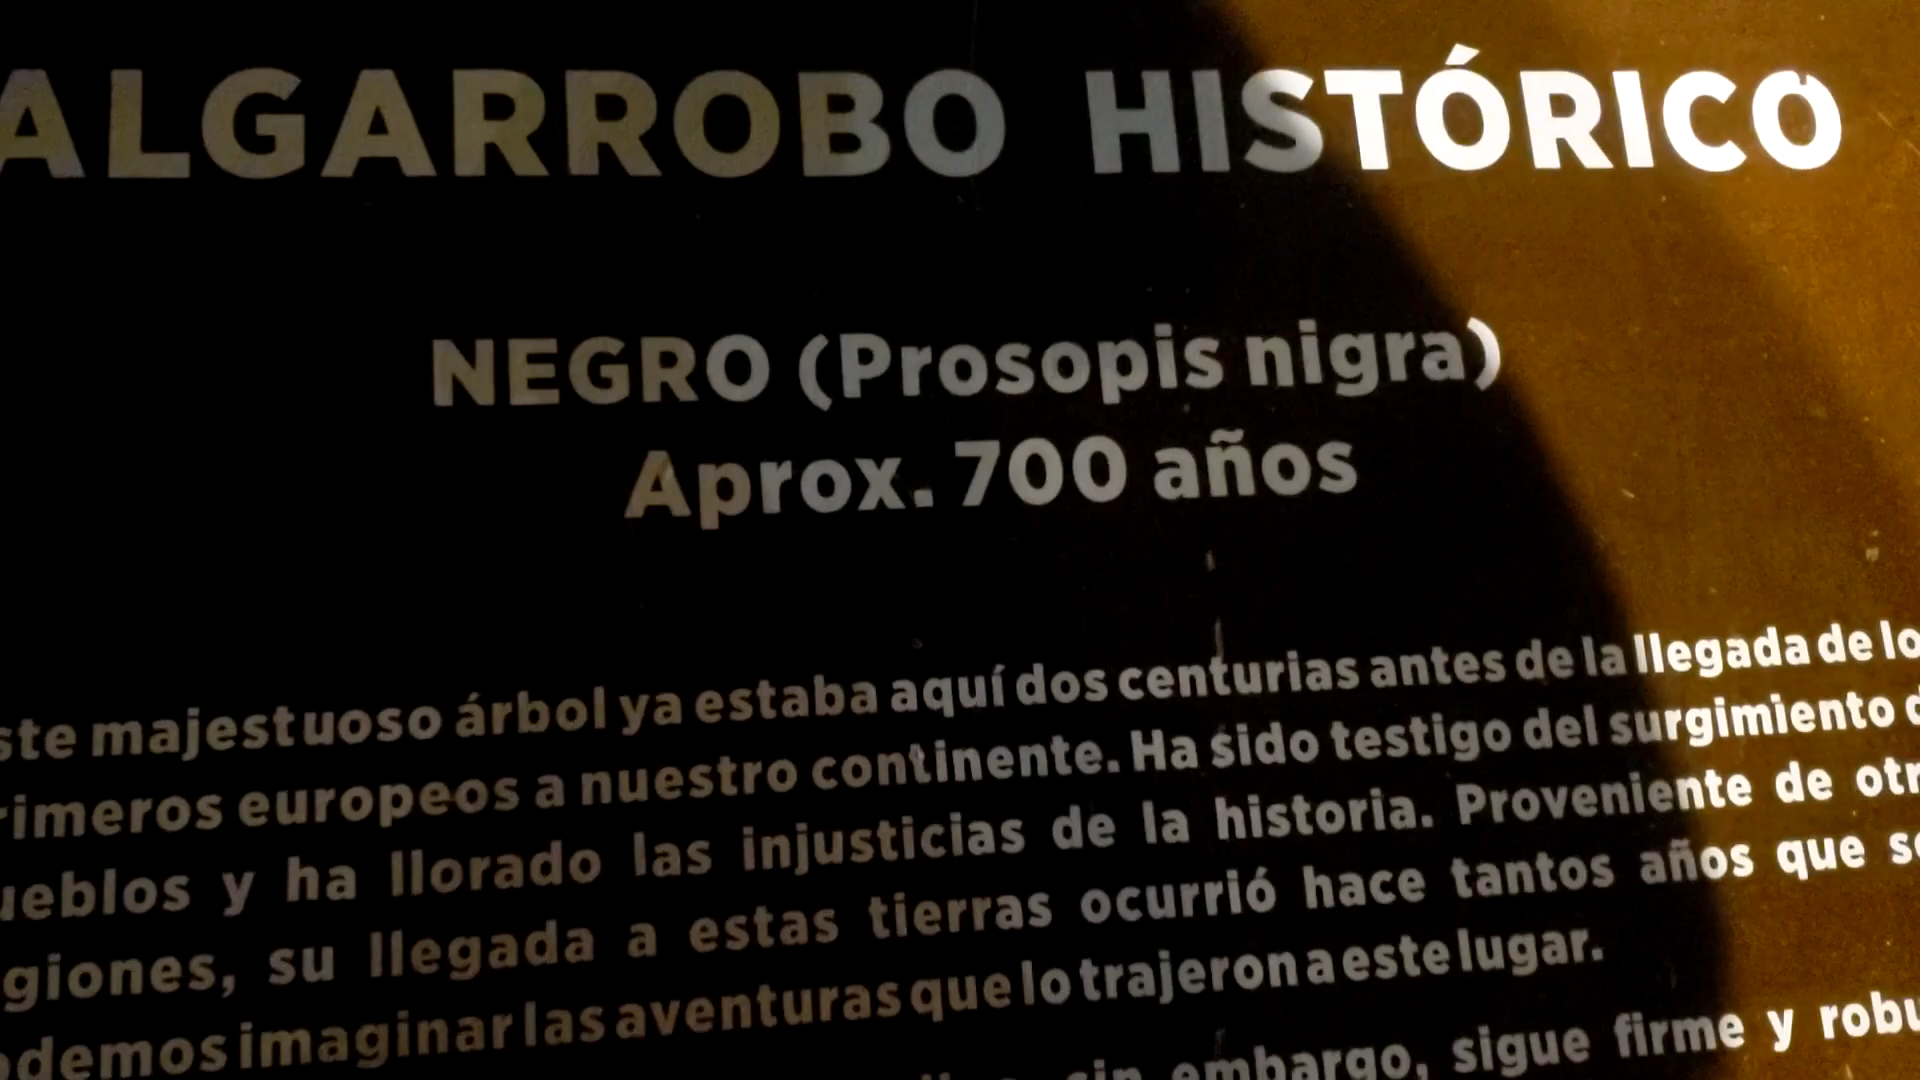 ALGARROBO HISTÓRICO
NEGRO (Prosopis nigra)
Aprox. 700 años
ste majestuoso árbol ya estaba aquí dos centurias antes de la llegada de lo
rimeros europeos a nuestro continente. Ha sido testigo del surgimiento d
ueblos y ha llorado las injusticias de la historia. Proveniente de otr
giones, su llegada a estas tierras ocurrió hace tantos años que so
odemos imaginar las aventuras que lo trajeron a este lugar.
sin embargo, sigue firme y robu